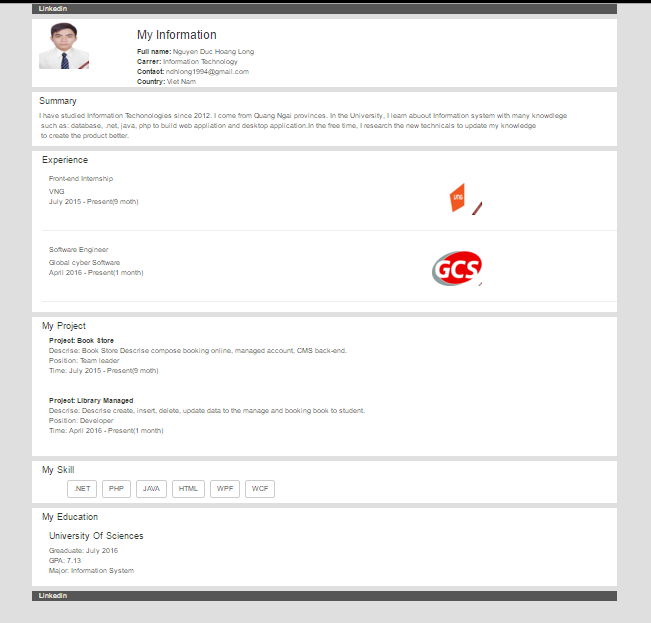 Linkedin
My Information
Full name: Nguyen Duc Hoang Long
Carrer: Information Technology
Contact: ndhlong1994@gmail.com
Country: Viet Nam
Summary
I have studied Information Techonologies since 2012. I come from Quang Ngai provinces. In the University, I learn abuout Information system with many knowdlege
such as: database, .net, java, php to build web appliation and desktop application.In the free time, I research the new technicals to update my knowledge
to create the product better.
Experience
Front-end Internship
VNG
July 2015 - Present(9 moth)
VNG
Software Engineer
Global cyber Software
April 2016 - Present(1 month)
GCS
My Project
Project: Book Store
Descrise: Book Store Descrise compose booking online, managed account, CMS back-end.
Position: Team leader
Time: July 2015 - Present(9 moth)
Project: Library Managed
Descrise: Descrise create, insert, delete, update data to the manage and booking book to student.
Position: Developer
Time: April 2016 - Present(1 month)
My Skill
.NET PHP JAVA HTML WPF WCF
My Education
University Of Sciences
Greaduate: July 2016
GPA: 7.13
Major: Information System
Linkedin